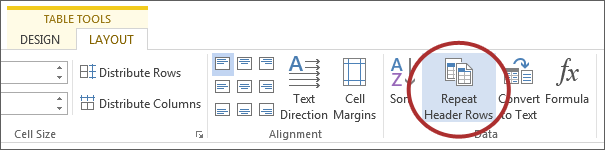 TABLE TOOLS
DESIGN LAYOUT
Distribute Rows
Distribute Columns
Cell Size
Text
Direction
Cell
Margins
Alignment
A
Z
Sort
Repeat
Header Rows
Convert
to Text
fx
Formula
Data